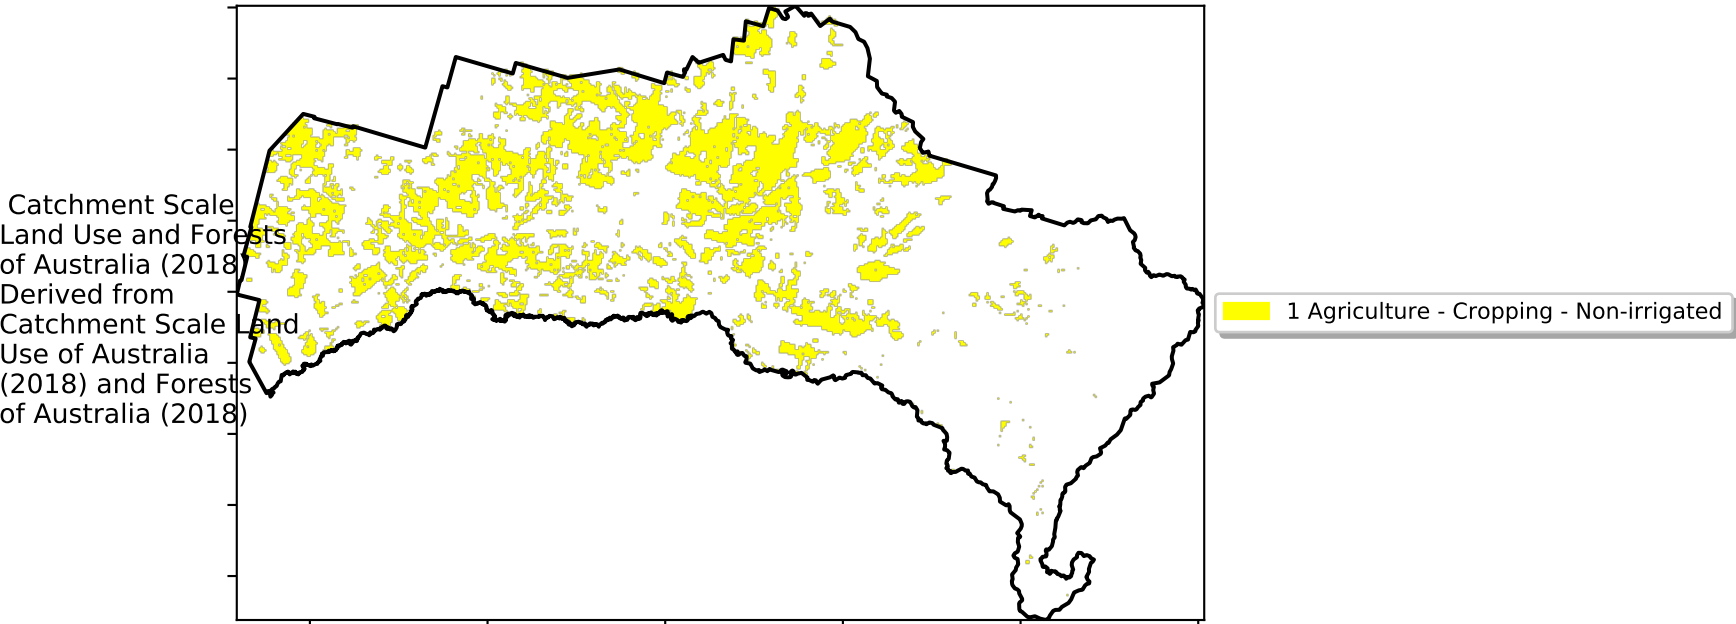 Catchment Scale
Land Use and Forests
of Australia (2018)
Derived from
Catchment Scale Land
Use of Australia
(2018) and Forests
of Australia (2018)
1 Agriculture - Cropping - Non-irrigated